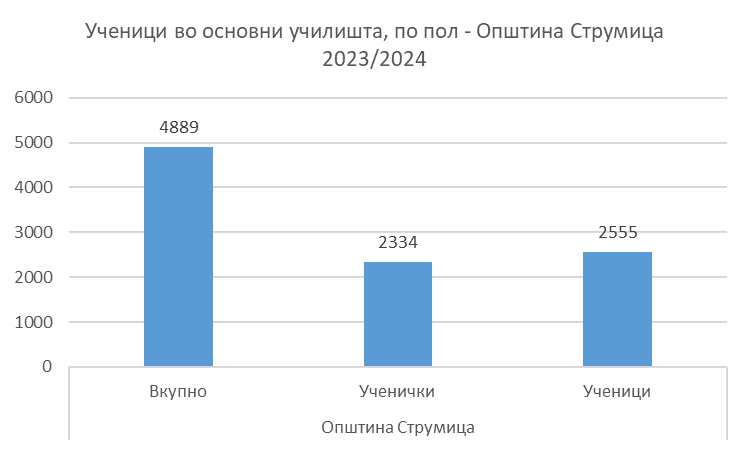 Ученици во основни училишта, по пол - Општина Струмица
2023/2024
6000
5000
4000
3000
2000
1000
0
4889
2334
2555
Вкупно
Ученички
Ученици
Општина Струмица